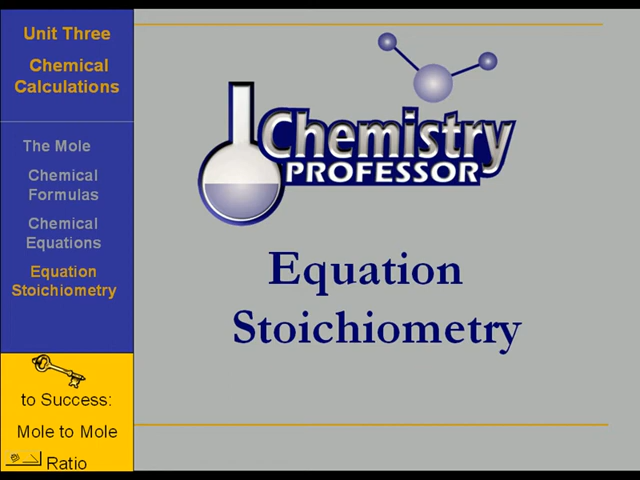 Unit Three
Chemical
Calculations
The Mole
Chemical
Formulas
Chemical
Equations
Equation
Stoichiometry
to Success:
Mole to Mole
Ratio
Chemistry
PROFESSOR
Equation
Stoichiometry